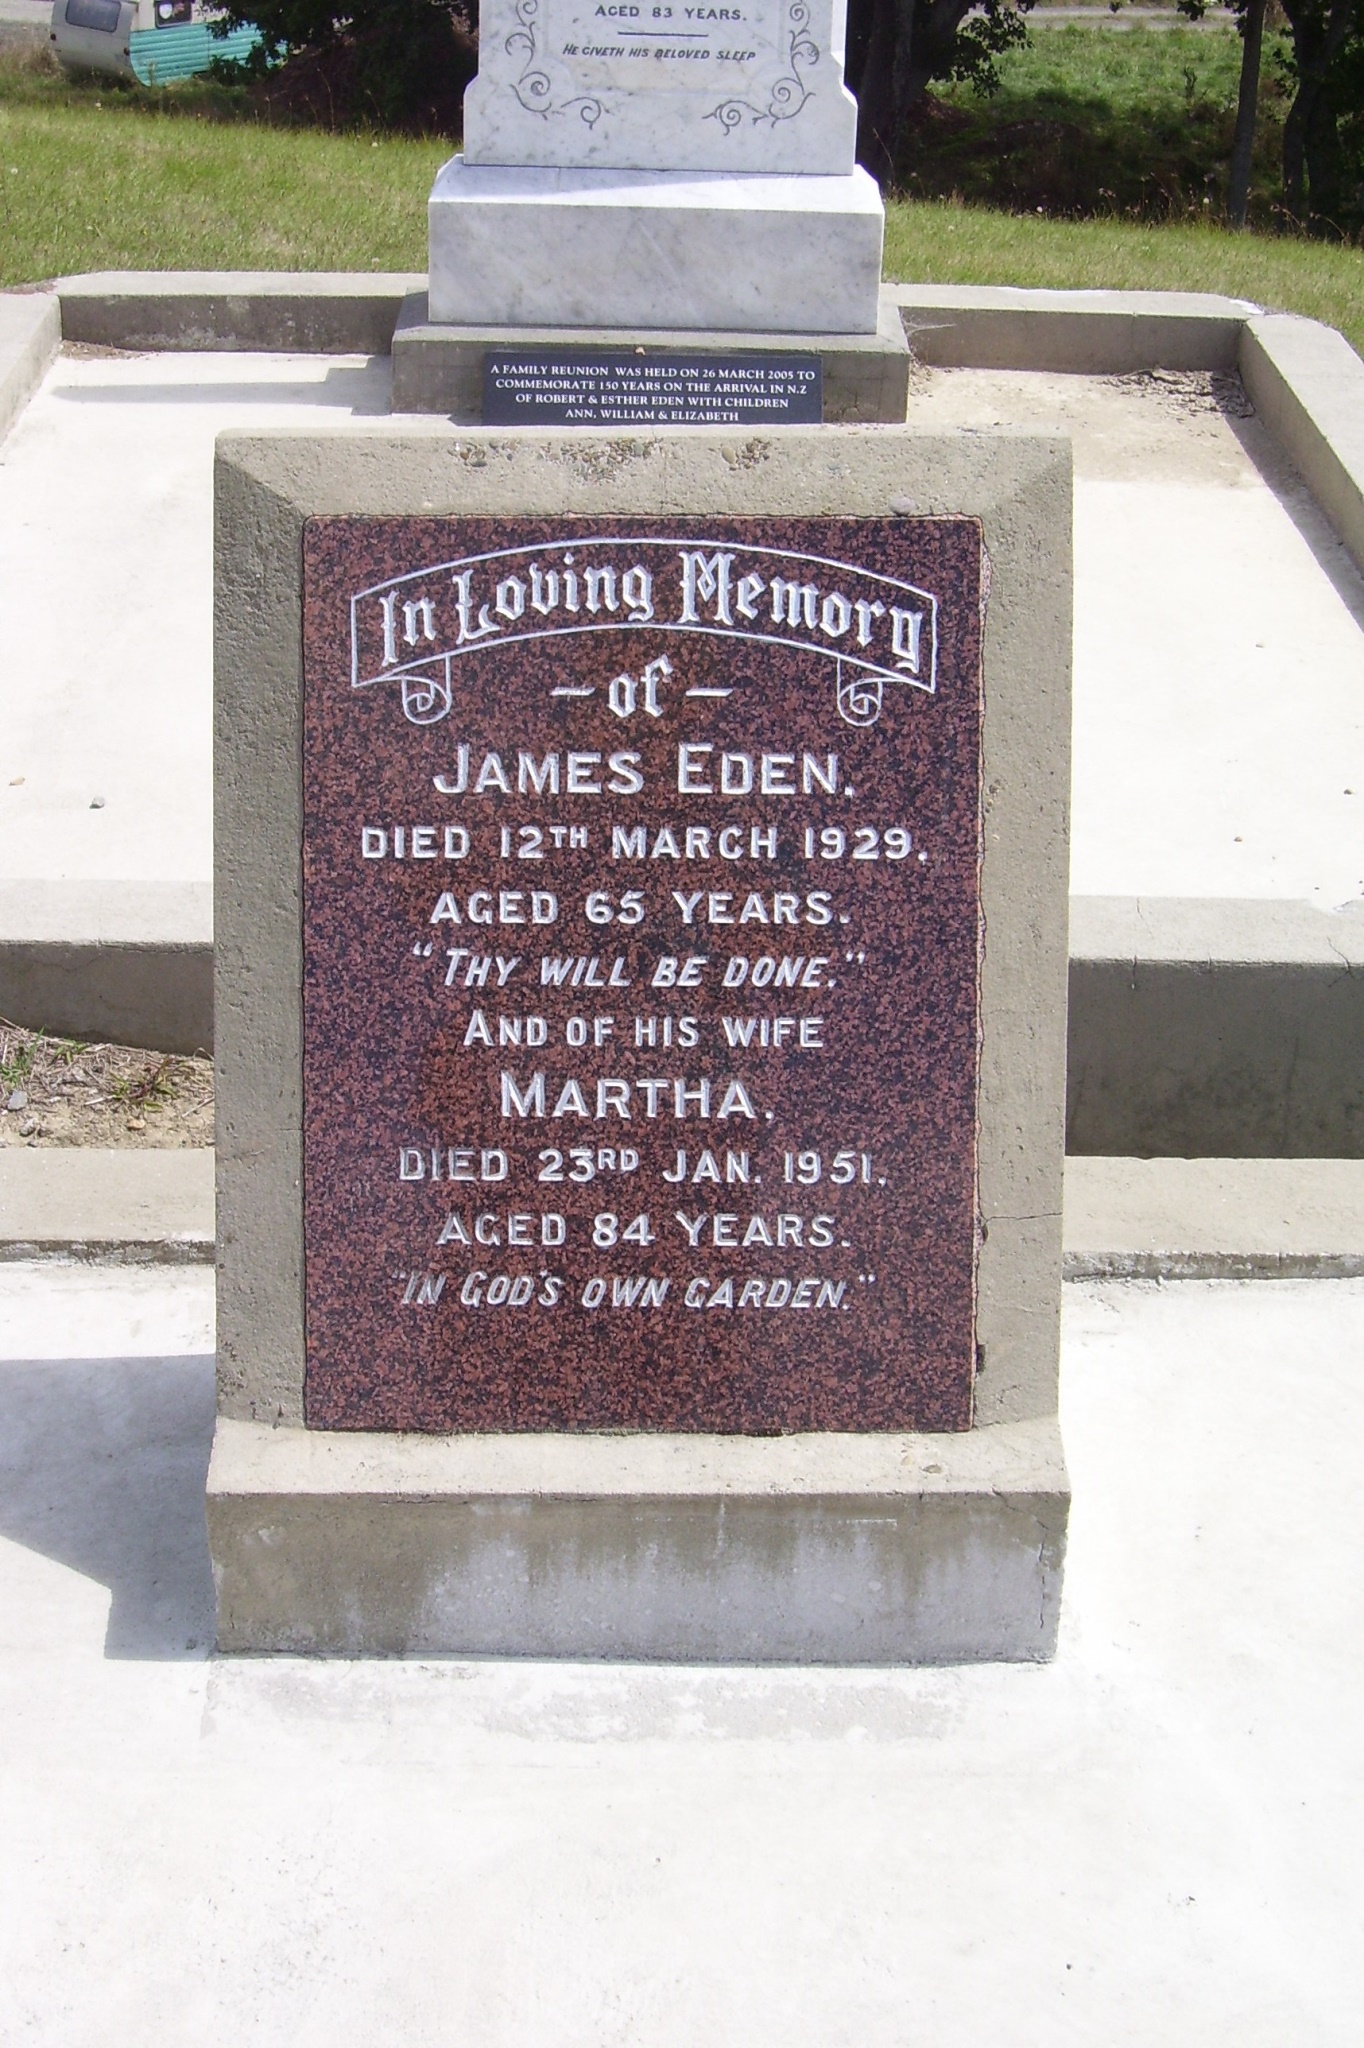 AGED 83 YEARS.
HE GIVETH HIS BELOVED SLEEP
A FAMILY REUNION WAS HELD ON 26 MARCH 2005 TO
COMMEMORATE 150 YEARS ON THE ARRIVAL IN N.Z
OF ROBERT & ESTHER EDEN WITH CHILDREN
ANN, WILLIAM & ELIZABETH
In Loving Memory
- of -
JAMES EDEN.
DIED 12TH MARCH 1929.
AGED 65 YEARS.
"THY WILL BE DONE."
AND OF HIS WIFE
MARTHA.
DIED 23RD JAN. 1951.
AGED 84 YEARS.
"IN GOD'S OWN GARDEN."